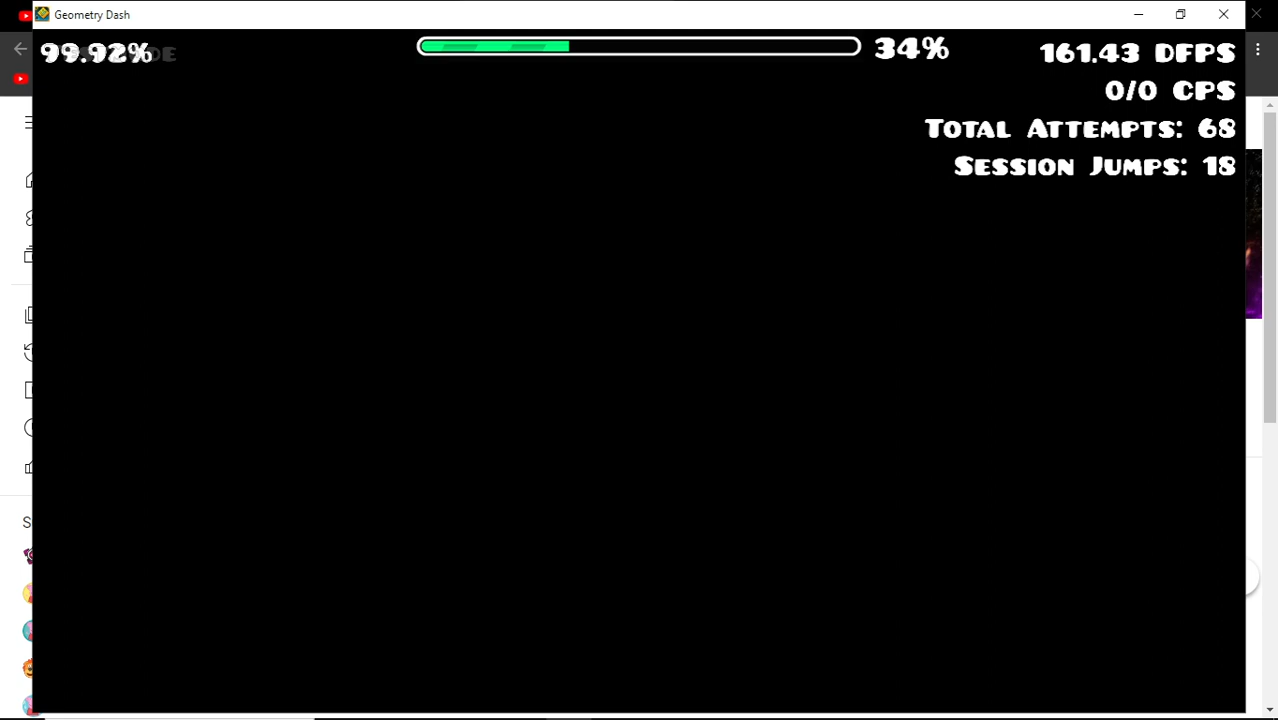 Geometry Dash
99.92%
34%
161.43 DFPS
0/0 CPS
Total Attempts: 68
Session Jumps: 18
S